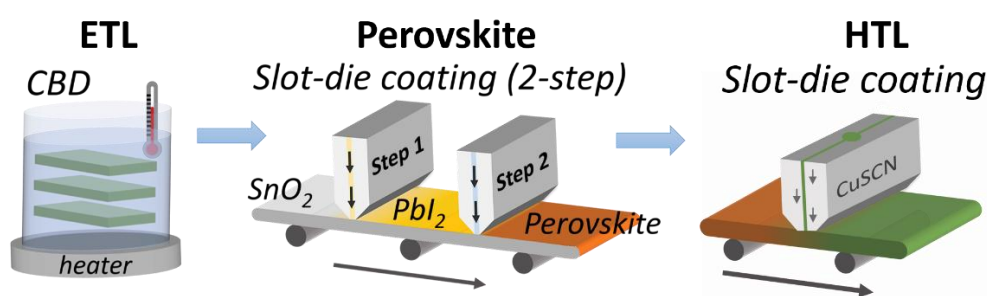 ETL
CBD
heater
Perovskite
Slot-die coating (2-step)
Step 1
Step 2
SnO₂
PbI₂
Perovskite
HTL
Slot-die coating
CuSCN